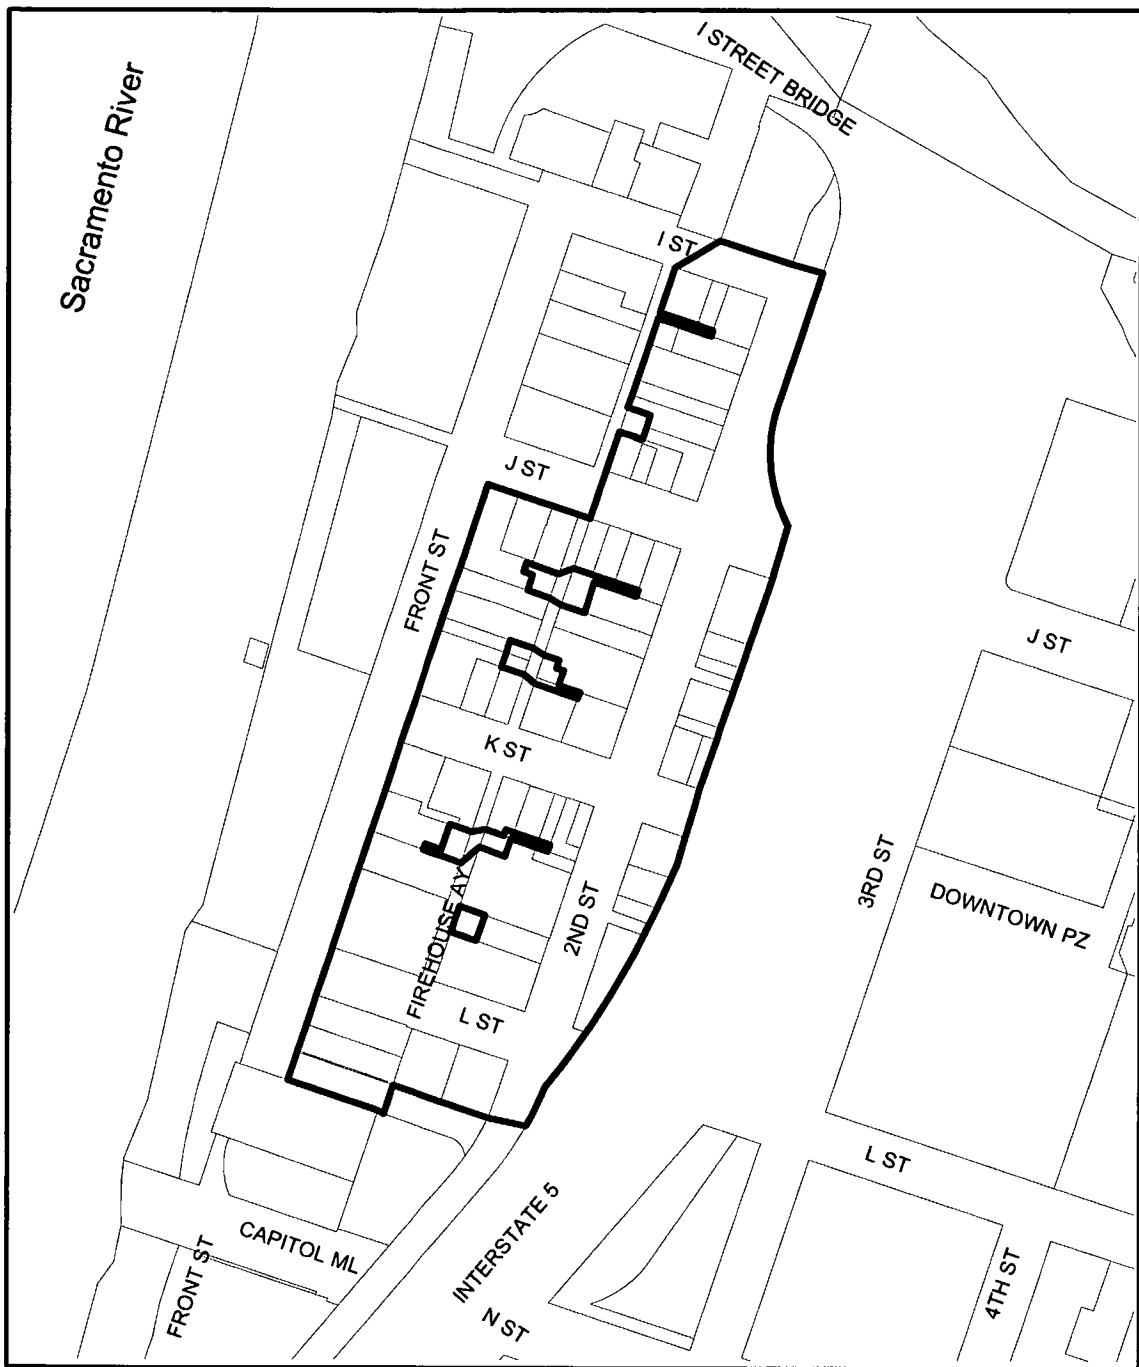 I STREET BRIDGE
Sacramento River
I ST
J ST
FRONT ST
J ST
K ST
3RD ST
DOWNTOWN PZ
2ND ST
FIREHOUSE AY
L ST
L ST
INTERSTATE 5
CAPITOL ML
FRONT ST
4TH ST
N ST